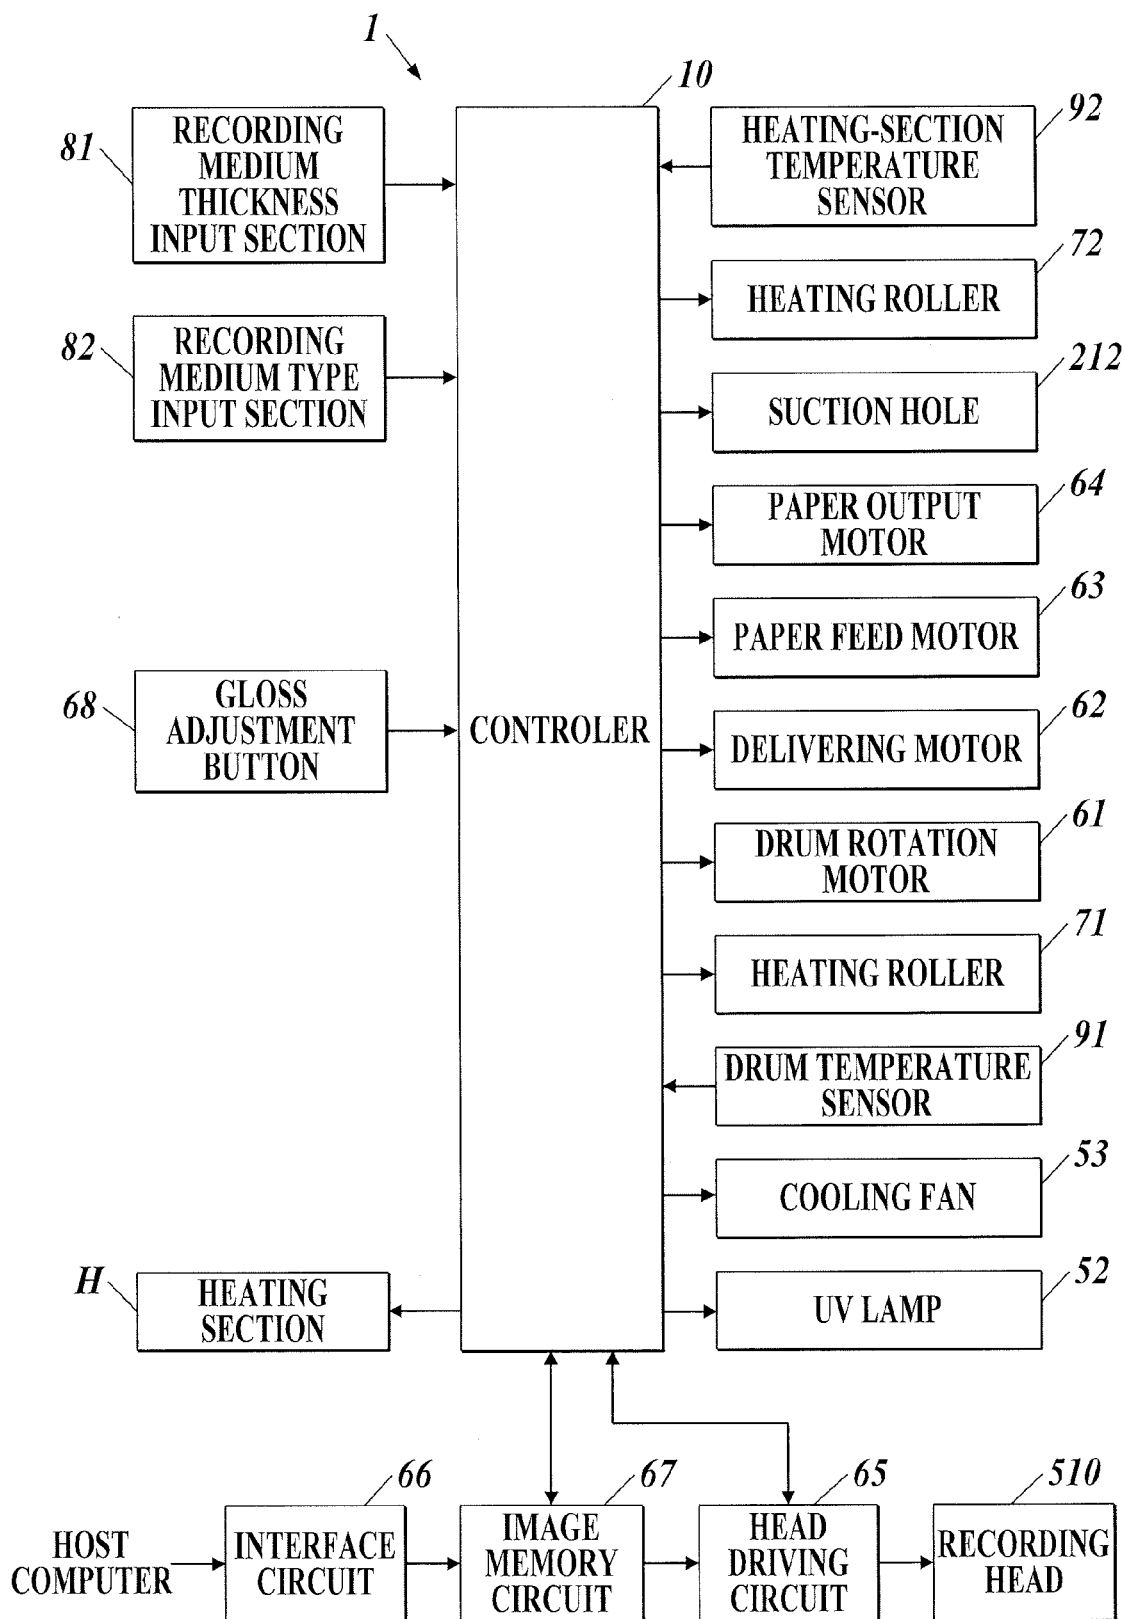 1
10
81
RECORDING
MEDIUM
THICKNESS
INPUT SECTION
82
RECORDING
MEDIUM TYPE
INPUT SECTION
68
GLOSS
ADJUSTMENT
BUTTON
H
HEATING
SECTION
CONTROLER
92
HEATING-SECTION
TEMPERATURE
SENSOR
72
HEATING ROLLER
212
SUCTION HOLE
64
PAPER OUTPUT
MOTOR
63
PAPER FEED MOTOR
62
DELIVERING MOTOR
61
DRUM ROTATION
MOTOR
71
HEATING ROLLER
91
DRUM TEMPERATURE
SENSOR
53
COOLING FAN
52
UV LAMP
HOST
COMPUTER
66
INTERFACE
CIRCUIT
67
IMAGE
MEMORY
CIRCUIT
65
HEAD
DRIVING
CIRCUIT
510
RECORDING
HEAD